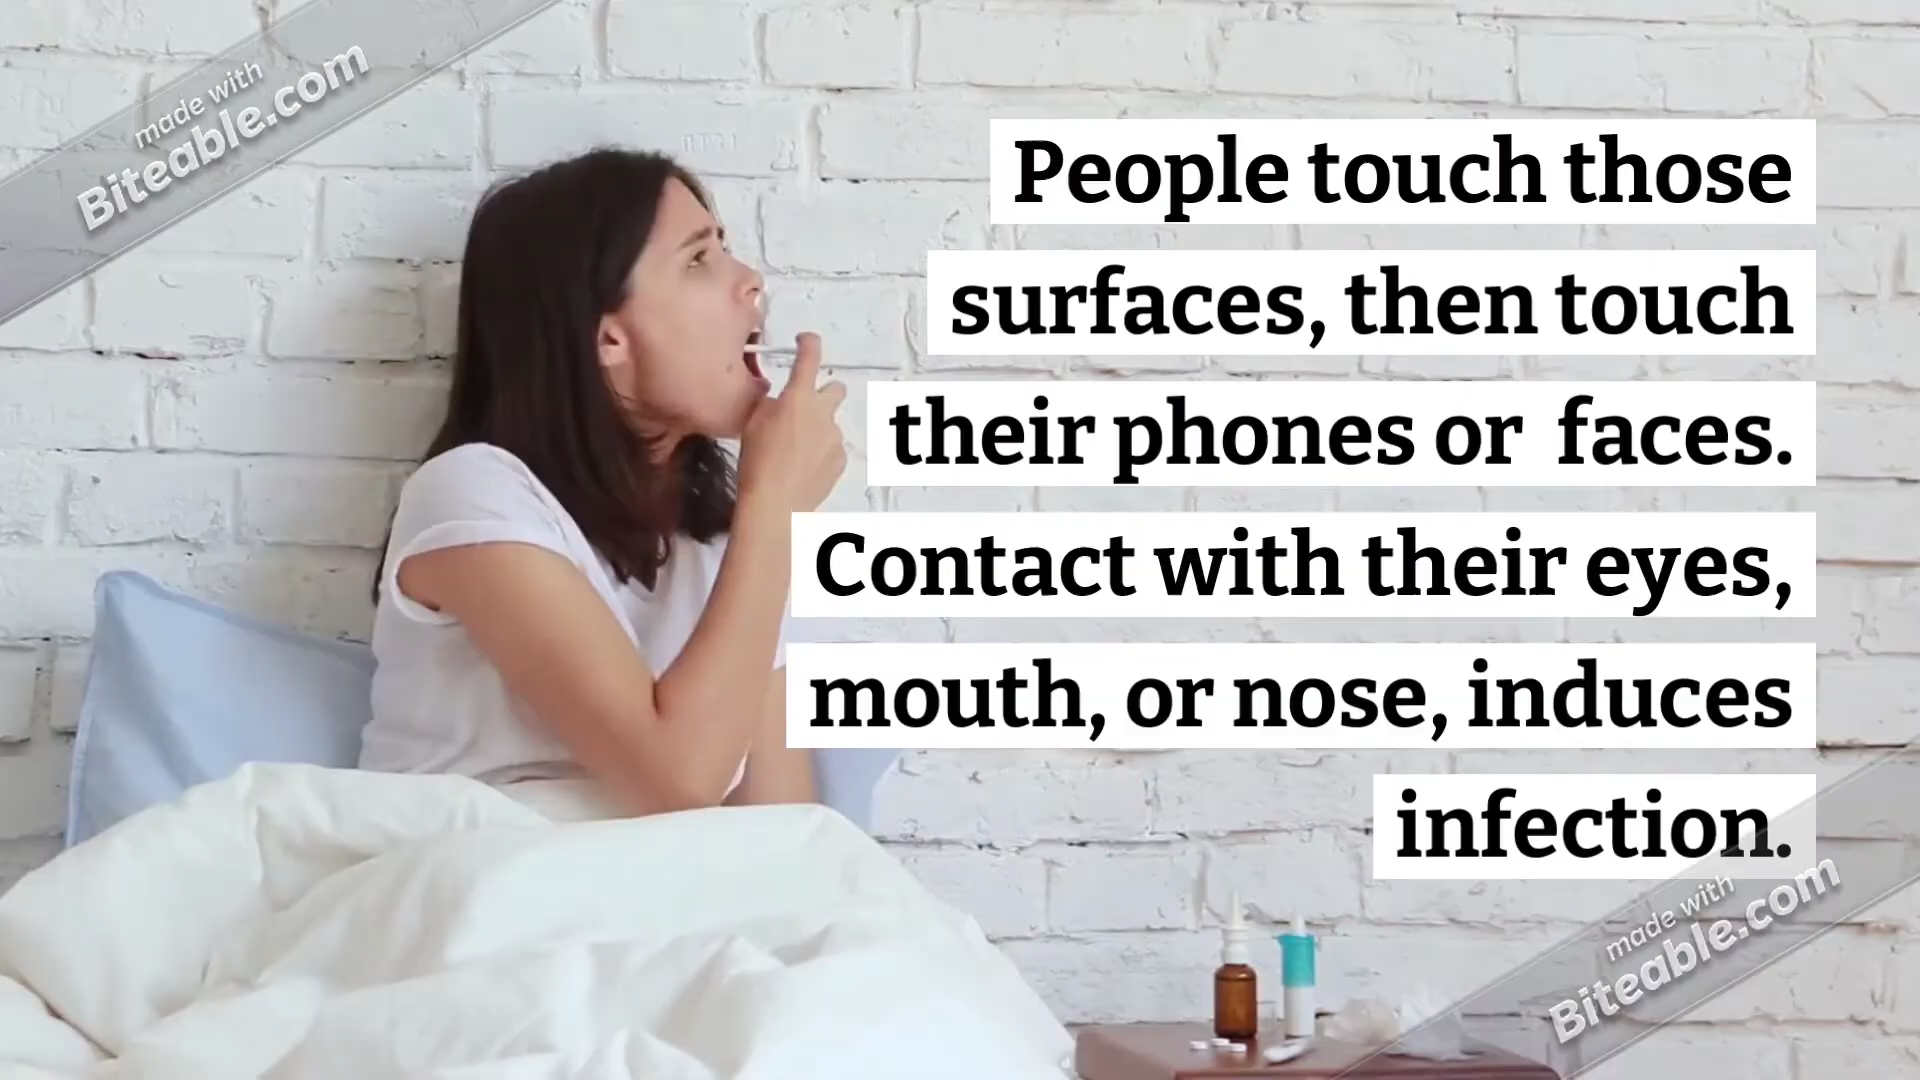 made with
Biteable.com
People touch those
surfaces, then touch
their phones or  faces.
Contact with their eyes,
mouth, or nose, induces
infection.
made with
Biteable.com